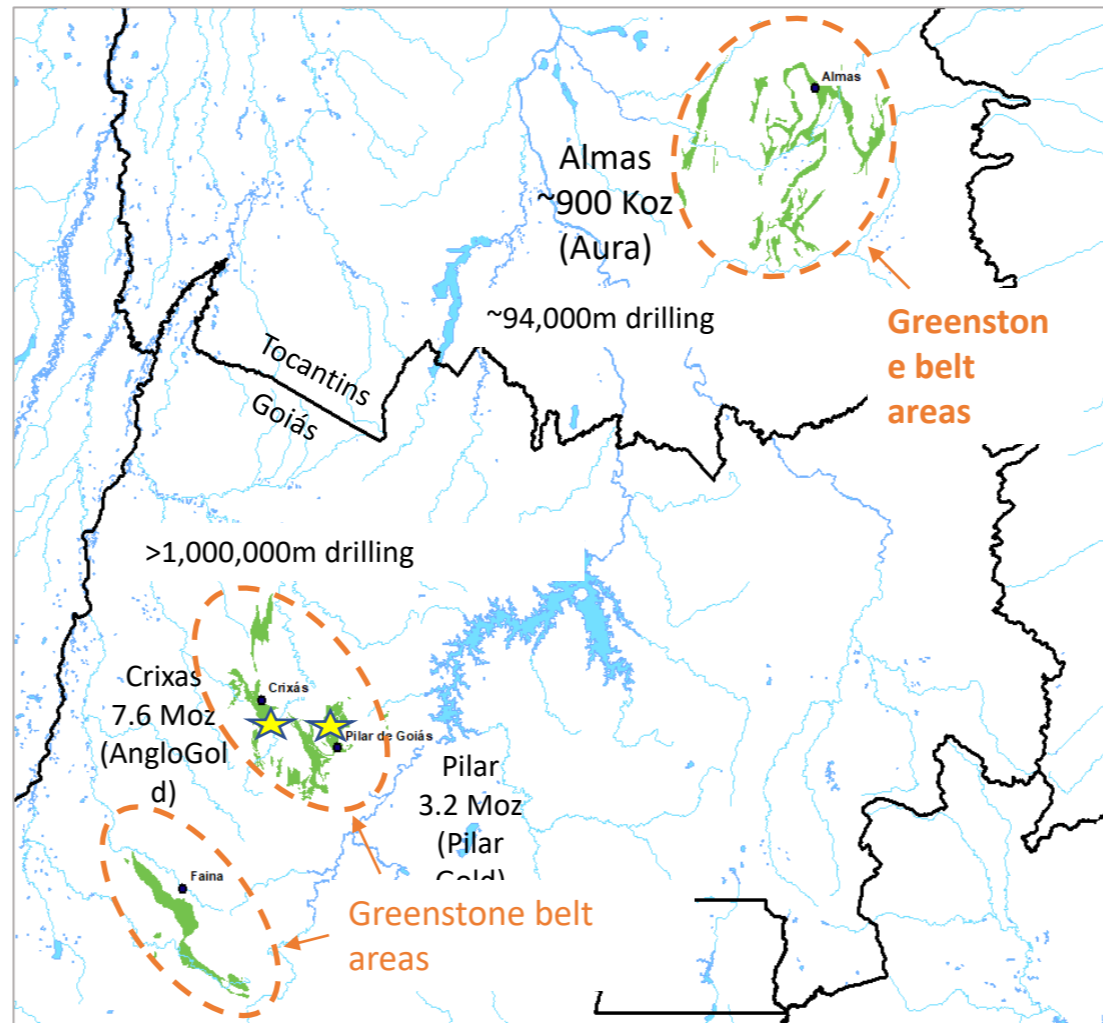 Almas
Almas
~900 Koz
(Aura)
Greenston
e belt
areas
~94,000m drilling
Tocantins
Goiás
>1,000,000m drilling
Crixas
7.6 Moz
(AngloGol
d)
Crixás
Pilar de Goiás
Pilar
3.2 Moz
(Pilar
Gold)
Faina
Greenstone belt
areas